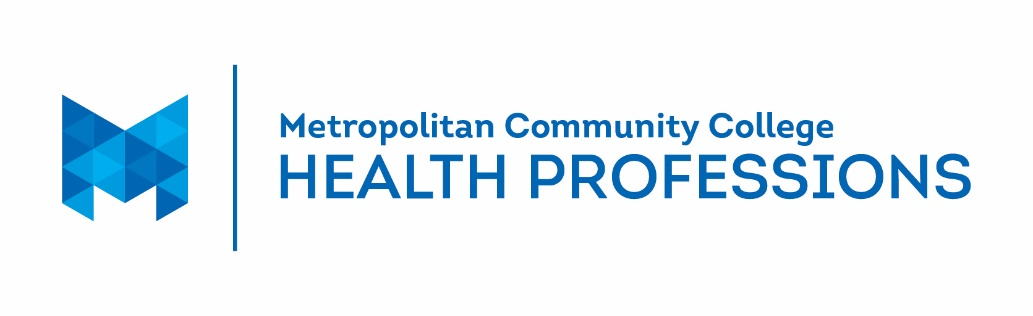 Metropolitan Community College
HEALTH PROFESSIONS